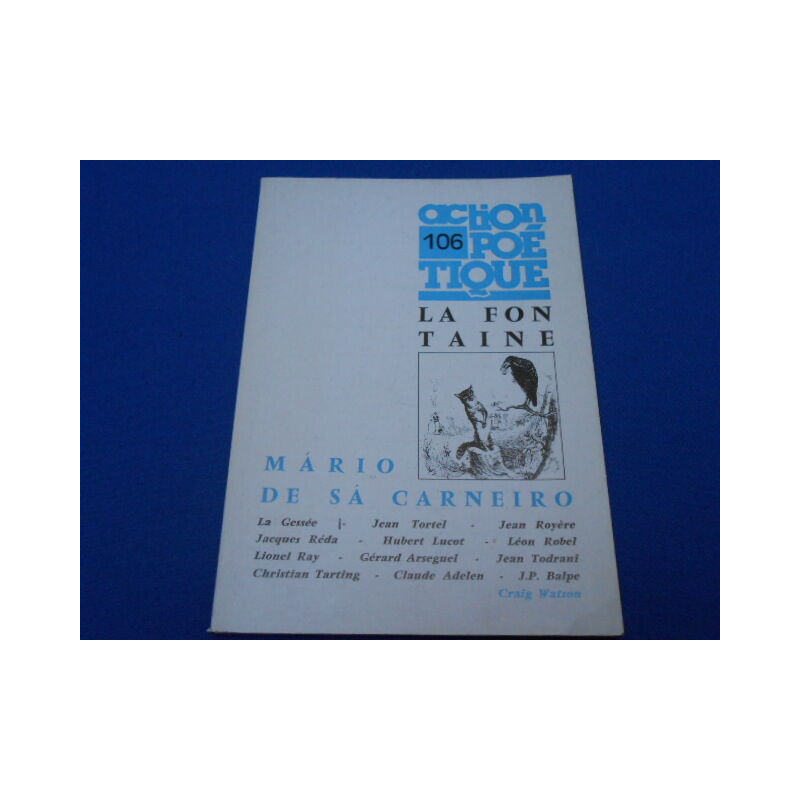 action
106 POÉ
TIQUE
LA FON
TAINE
MÁRIO
DE SÁ CARNEIRO
La Gessée - Jean Tortel - Jean Royère
Jacques Réda - Hubert Lucot - Léon Robel
Lionel Ray - Gérard Arseguel - Jean Todrani
Christian Tarting - Claude Adelen - J.P. Balpe
Craig Watson